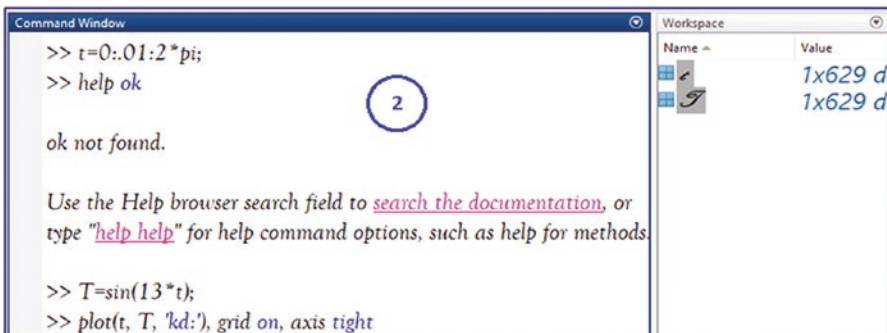 Command Window
>> t=0:.01:2*pi;
>> help ok
2
ok not found.
Use the Help browser search field to search the documentation, or
type "help help" for help command options, such as help for methods.
>> T=sin(13*t);
>> plot(t, T, 'kd:'), grid on, axis tight
Workspace
Name Value
t 1x629 d
T 1x629 d